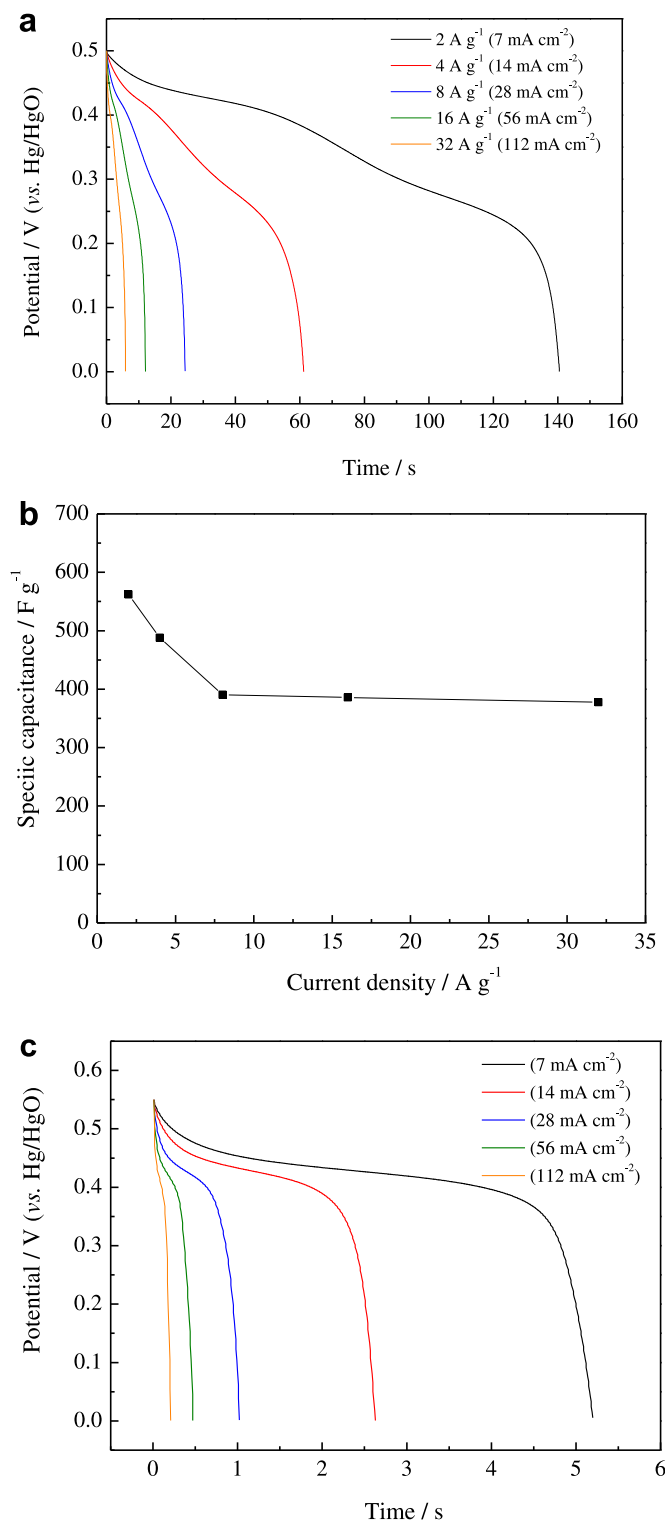 a
0.5
0.4
0.3
0.2
0.1
0.0
Potential / V (vs. Hg/HgO)
2 A g-1 (7 mA cm-2)
4 A g-1 (14 mA cm-2)
8 A g-1 (28 mA cm-2)
16 A g-1 (56 mA cm-2)
32 A g-1 (112 mA cm-2)
0 20 40 60 80 100 120 140 160
Time / s
b
700
600
500
400
300
200
100
0
Speciic capacitance / F g-1
0 5 10 15 20 25 30 35
Current density / A g-1
c
0.6
0.5
0.4
0.3
0.2
0.1
0.0
Potential / V (vs. Hg/HgO)
(7 mA cm-2)
(14 mA cm-2)
(28 mA cm-2)
(56 mA cm-2)
(112 mA cm-2)
0 1 2 3 4 5 6
Time / s